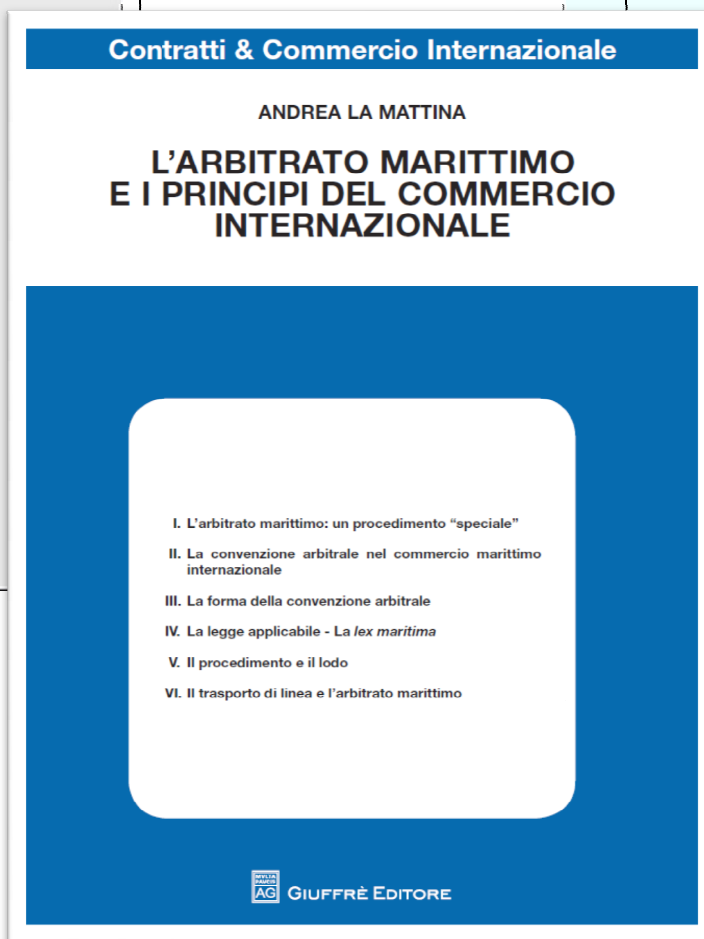 Contratti & Commercio Internazionale
ANDREA LA MATTINA
L'ARBITRATO MARITTIMO
E I PRINCIPI DEL COMMERCIO
INTERNAZIONALE
I. L'arbitrato marittimo: un procedimento “speciale”
II. La convenzione arbitrale nel commercio marittimo
internazionale
III. La forma della convenzione arbitrale
IV. La legge applicabile - La lex maritima
V. Il procedimento e il lodo
VI. Il trasporto di linea e l'arbitrato marittimo
MVLTA
PAVCIS
AG GIUFFRÈ EDITORE